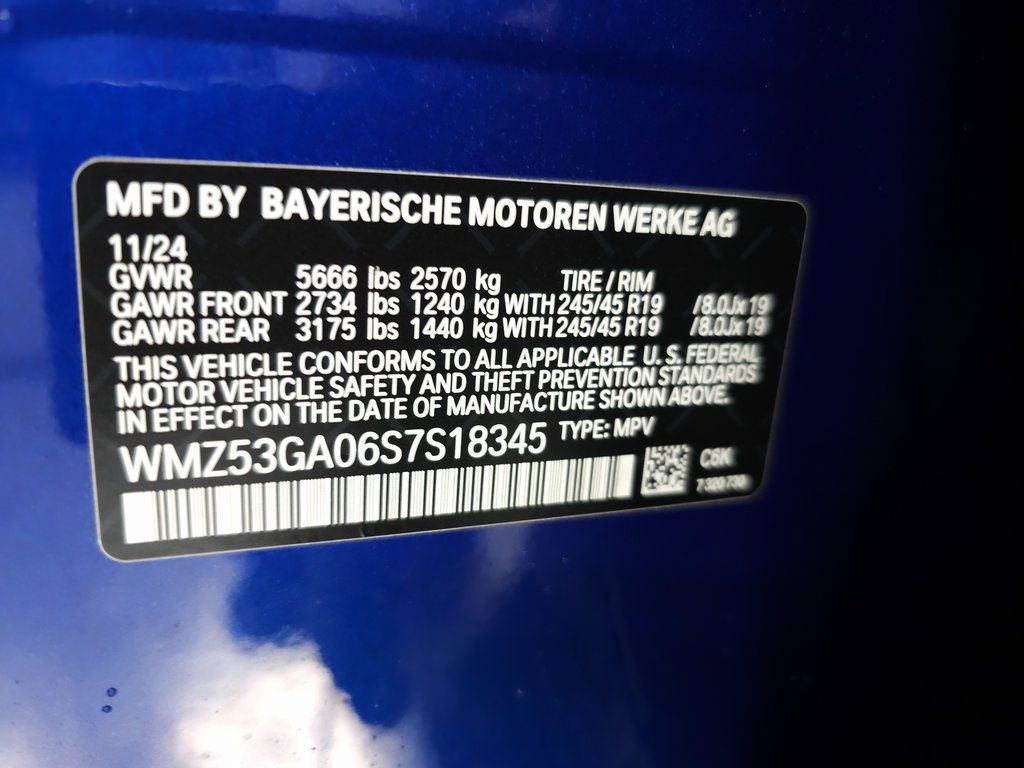 MFD BY BAYERISCHE MOTOREN WERKE AG
11/24
GVWR 5666 lbs 2570 kg TIRE / RIM
GAWR FRONT 2734 lbs 1240 kg WITH 245/45 R19 /8.0Jx19
GAWR REAR 3175 lbs 1440 kg WITH 245/45 R19 /8.0Jx19
THIS VEHICLE CONFORMS TO ALL APPLICABLE U. S. FEDERAL
MOTOR VEHICLE SAFETY AND THEFT PREVENTION STANDARDS
IN EFFECT ON THE DATE OF MANUFACTURE SHOWN ABOVE.
WMZ53GA06S7S18345 TYPE: MPV
C6K
7 320 730